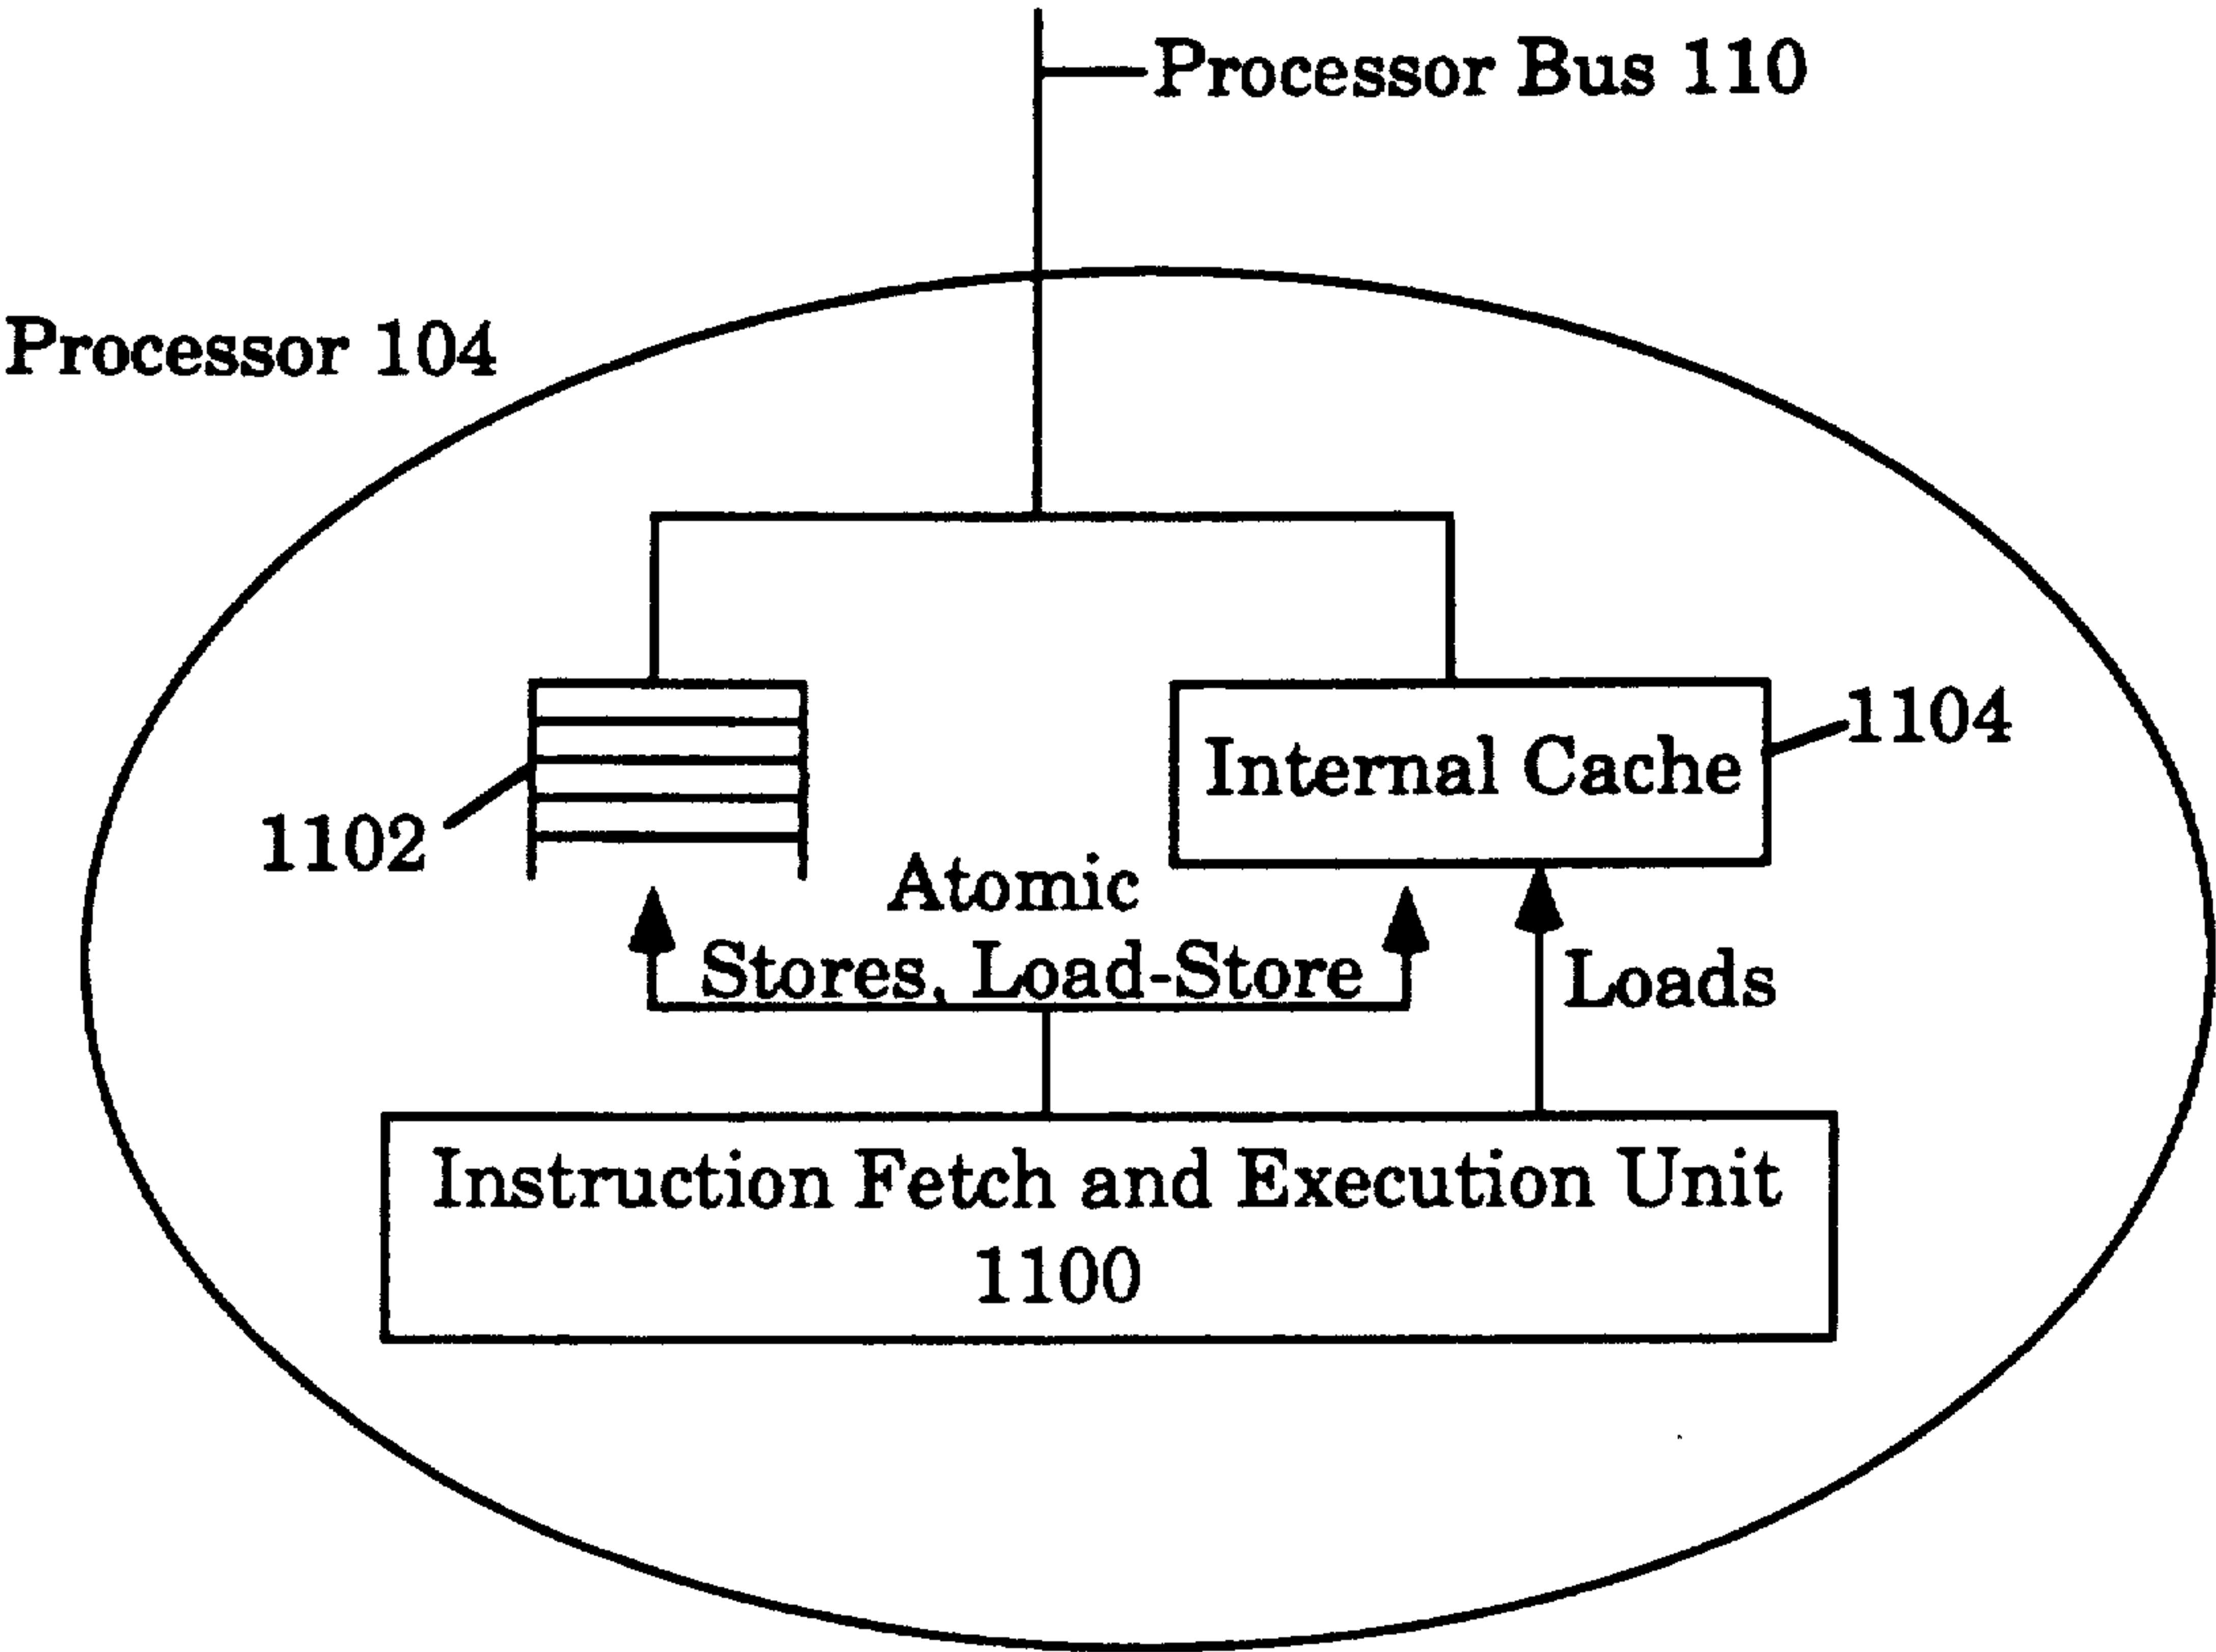 Processor Bus 110
Processor 104
1104
Internal Cache
1102
Atomic
Stores, Load-Store
Loads
Instruction Fetch and Execution Unit
1100